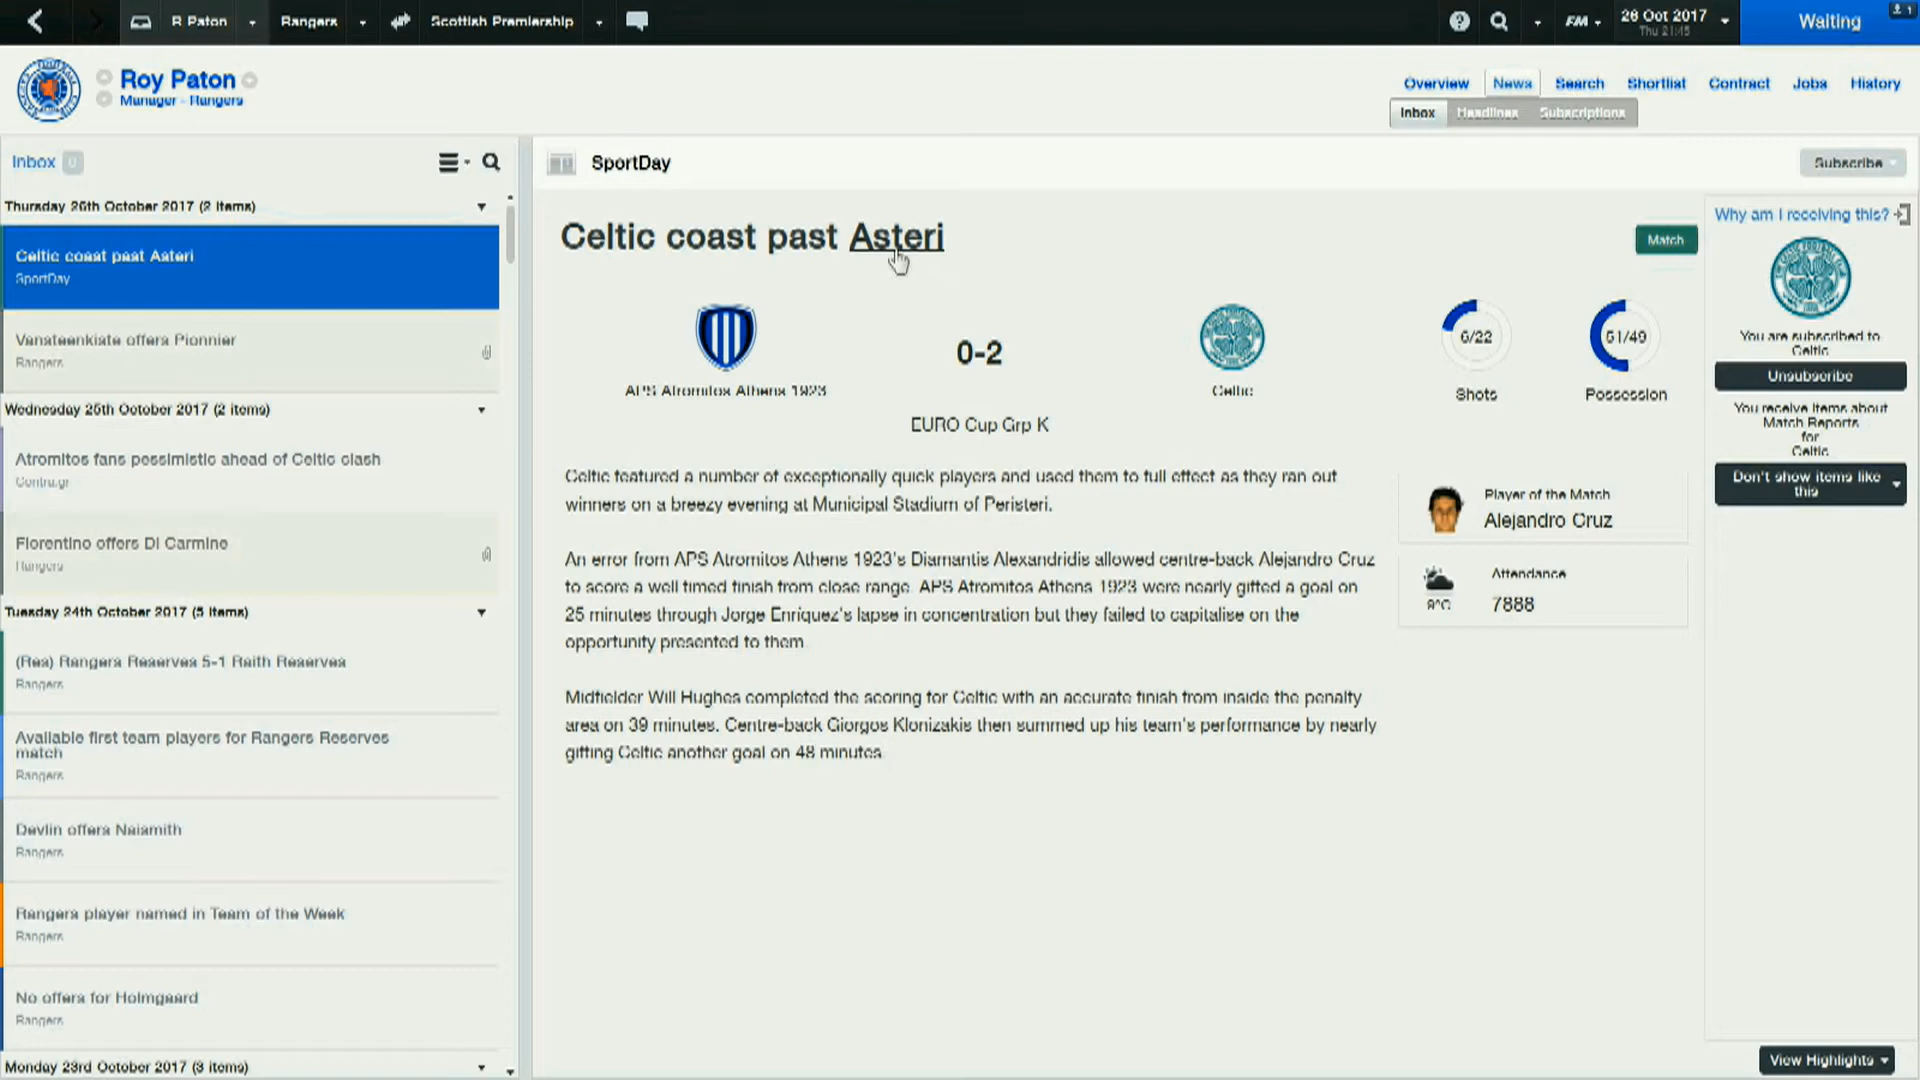 R Paton
Rangers
Scottish Premiership
FM
26 Oct 2017
Thu 21:45
Waiting
1
Roy Paton
Manager - Rangers
Overview
News
Search
Shortlist
Contract
Jobs
History
Inbox
Headlines
Subscriptions
Inbox 0
Thursday 26th October 2017 (2 items)
Celtic coast past Asteri
SportDay
Vansteenkiste offers Pionnier
Rangers
Wednesday 25th October 2017 (2 items)
Atromitos fans pessimistic ahead of Celtic clash
Contra.gr
Florentino offers Di Carmine
Rangers
Tuesday 24th October 2017 (5 items)
(Res) Rangers Reserves 5-1 Raith Reserves
Rangers
Available first team players for Rangers Reserves
match
Rangers
Devlin offers Naismith
Rangers
Rangers player named in Team of the Week
Rangers
No offers for Holmgaard
Rangers
Monday 23rd October 2017 (3 items)
SportDay
Subscribe
Celtic coast past Asteri
Match
APS Atromitos Athens 1923
0-2
Celtic
EURO Cup Grp K
6/22
Shots
51/49
Possession
Celtic featured a number of exceptionally quick players and used them to full effect as they ran out
winners on a breezy evening at Municipal Stadium of Peristeri.
An error from APS Atromitos Athens 1923's Diamantis Alexandridis allowed centre-back Alejandro Cruz
to score a well timed finish from close range. APS Atromitos Athens 1923 were nearly gifted a goal on
25 minutes through Jorge Enríquez's lapse in concentration but they failed to capitalise on the
opportunity presented to them.
Midfielder Will Hughes completed the scoring for Celtic with an accurate finish from inside the penalty
area on 39 minutes. Centre-back Giorgos Klonizakis then summed up his team's performance by nearly
gifting Celtic another goal on 48 minutes.
Player of the Match
Alejandro Cruz
9°C
Attendance
7888
Why am I receiving this?
You are subscribed to
Celtic
Unsubscribe
You receive items about
Match Reports
for
Celtic
Don't show items like
this
View Highlights